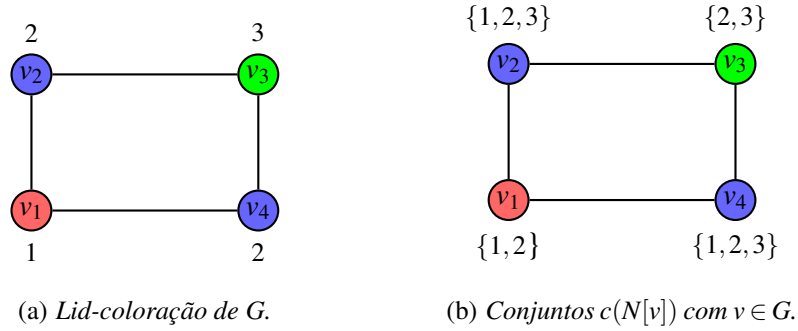 2 3 {1,2,3} {2,3}
v2 v3 v2 v3
v1 v4 v1 v4
1 2 {1,2} {1,2,3}
(a) Lid-coloração de G. (b) Conjuntos c(N[v]) com v ∈ G.